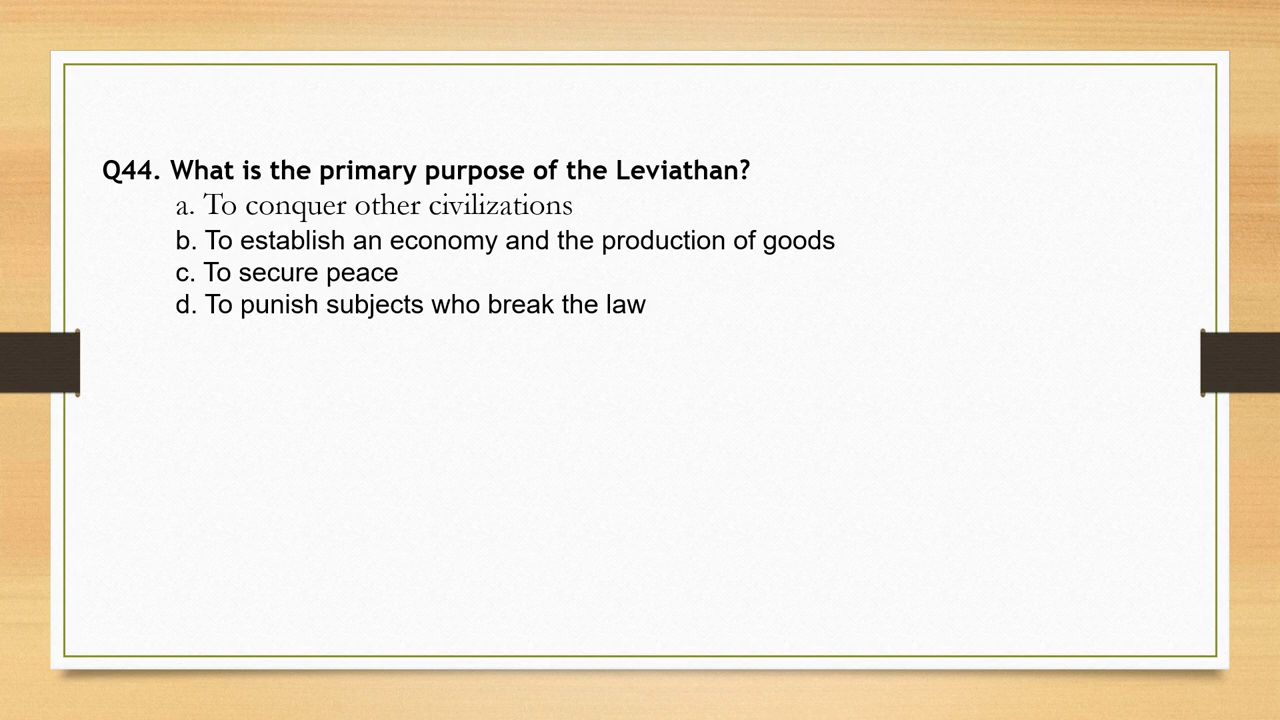 Q44. What is the primary purpose of the Leviathan?
a. To conquer other civilizations
b. To establish an economy and the production of goods
c. To secure peace
d. To punish subjects who break the law